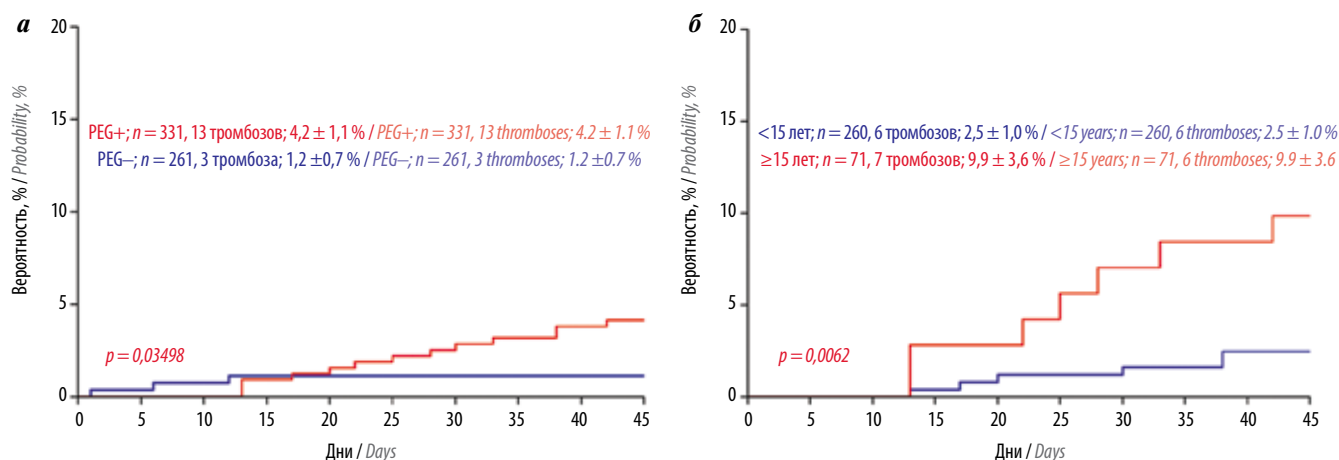 а
20
15
10
5
0
Вероятность, % / Probability, %
PEG+; n = 331, 13 тромбозов; 4,2 ± 1,1 % / PEG+; n = 331, 13 thromboses; 4.2 ± 1.1 %
PEG–; n = 261, 3 тромбоза; 1,2 ±0,7 % / PEG–; n = 261, 3 thromboses; 1.2 ±0.7 %
p = 0,03498
0 5 10 15 20 25 30 35 40 45
Дни / Days
б
20
15
10
5
0
Вероятность, % / Probability, %
<15 лет; n = 260, 6 тромбозов; 2,5 ± 1,0 % / <15 years; n = 260, 6 thromboses; 2.5 ± 1.0 %
≥15 лет; n = 71, 7 тромбозов; 9,9 ± 3,6 % / ≥15 years; n = 71, 6 thromboses; 9.9 ± 3.6
p = 0,0062
0 5 10 15 20 25 30 35 40 45
Дни / Days